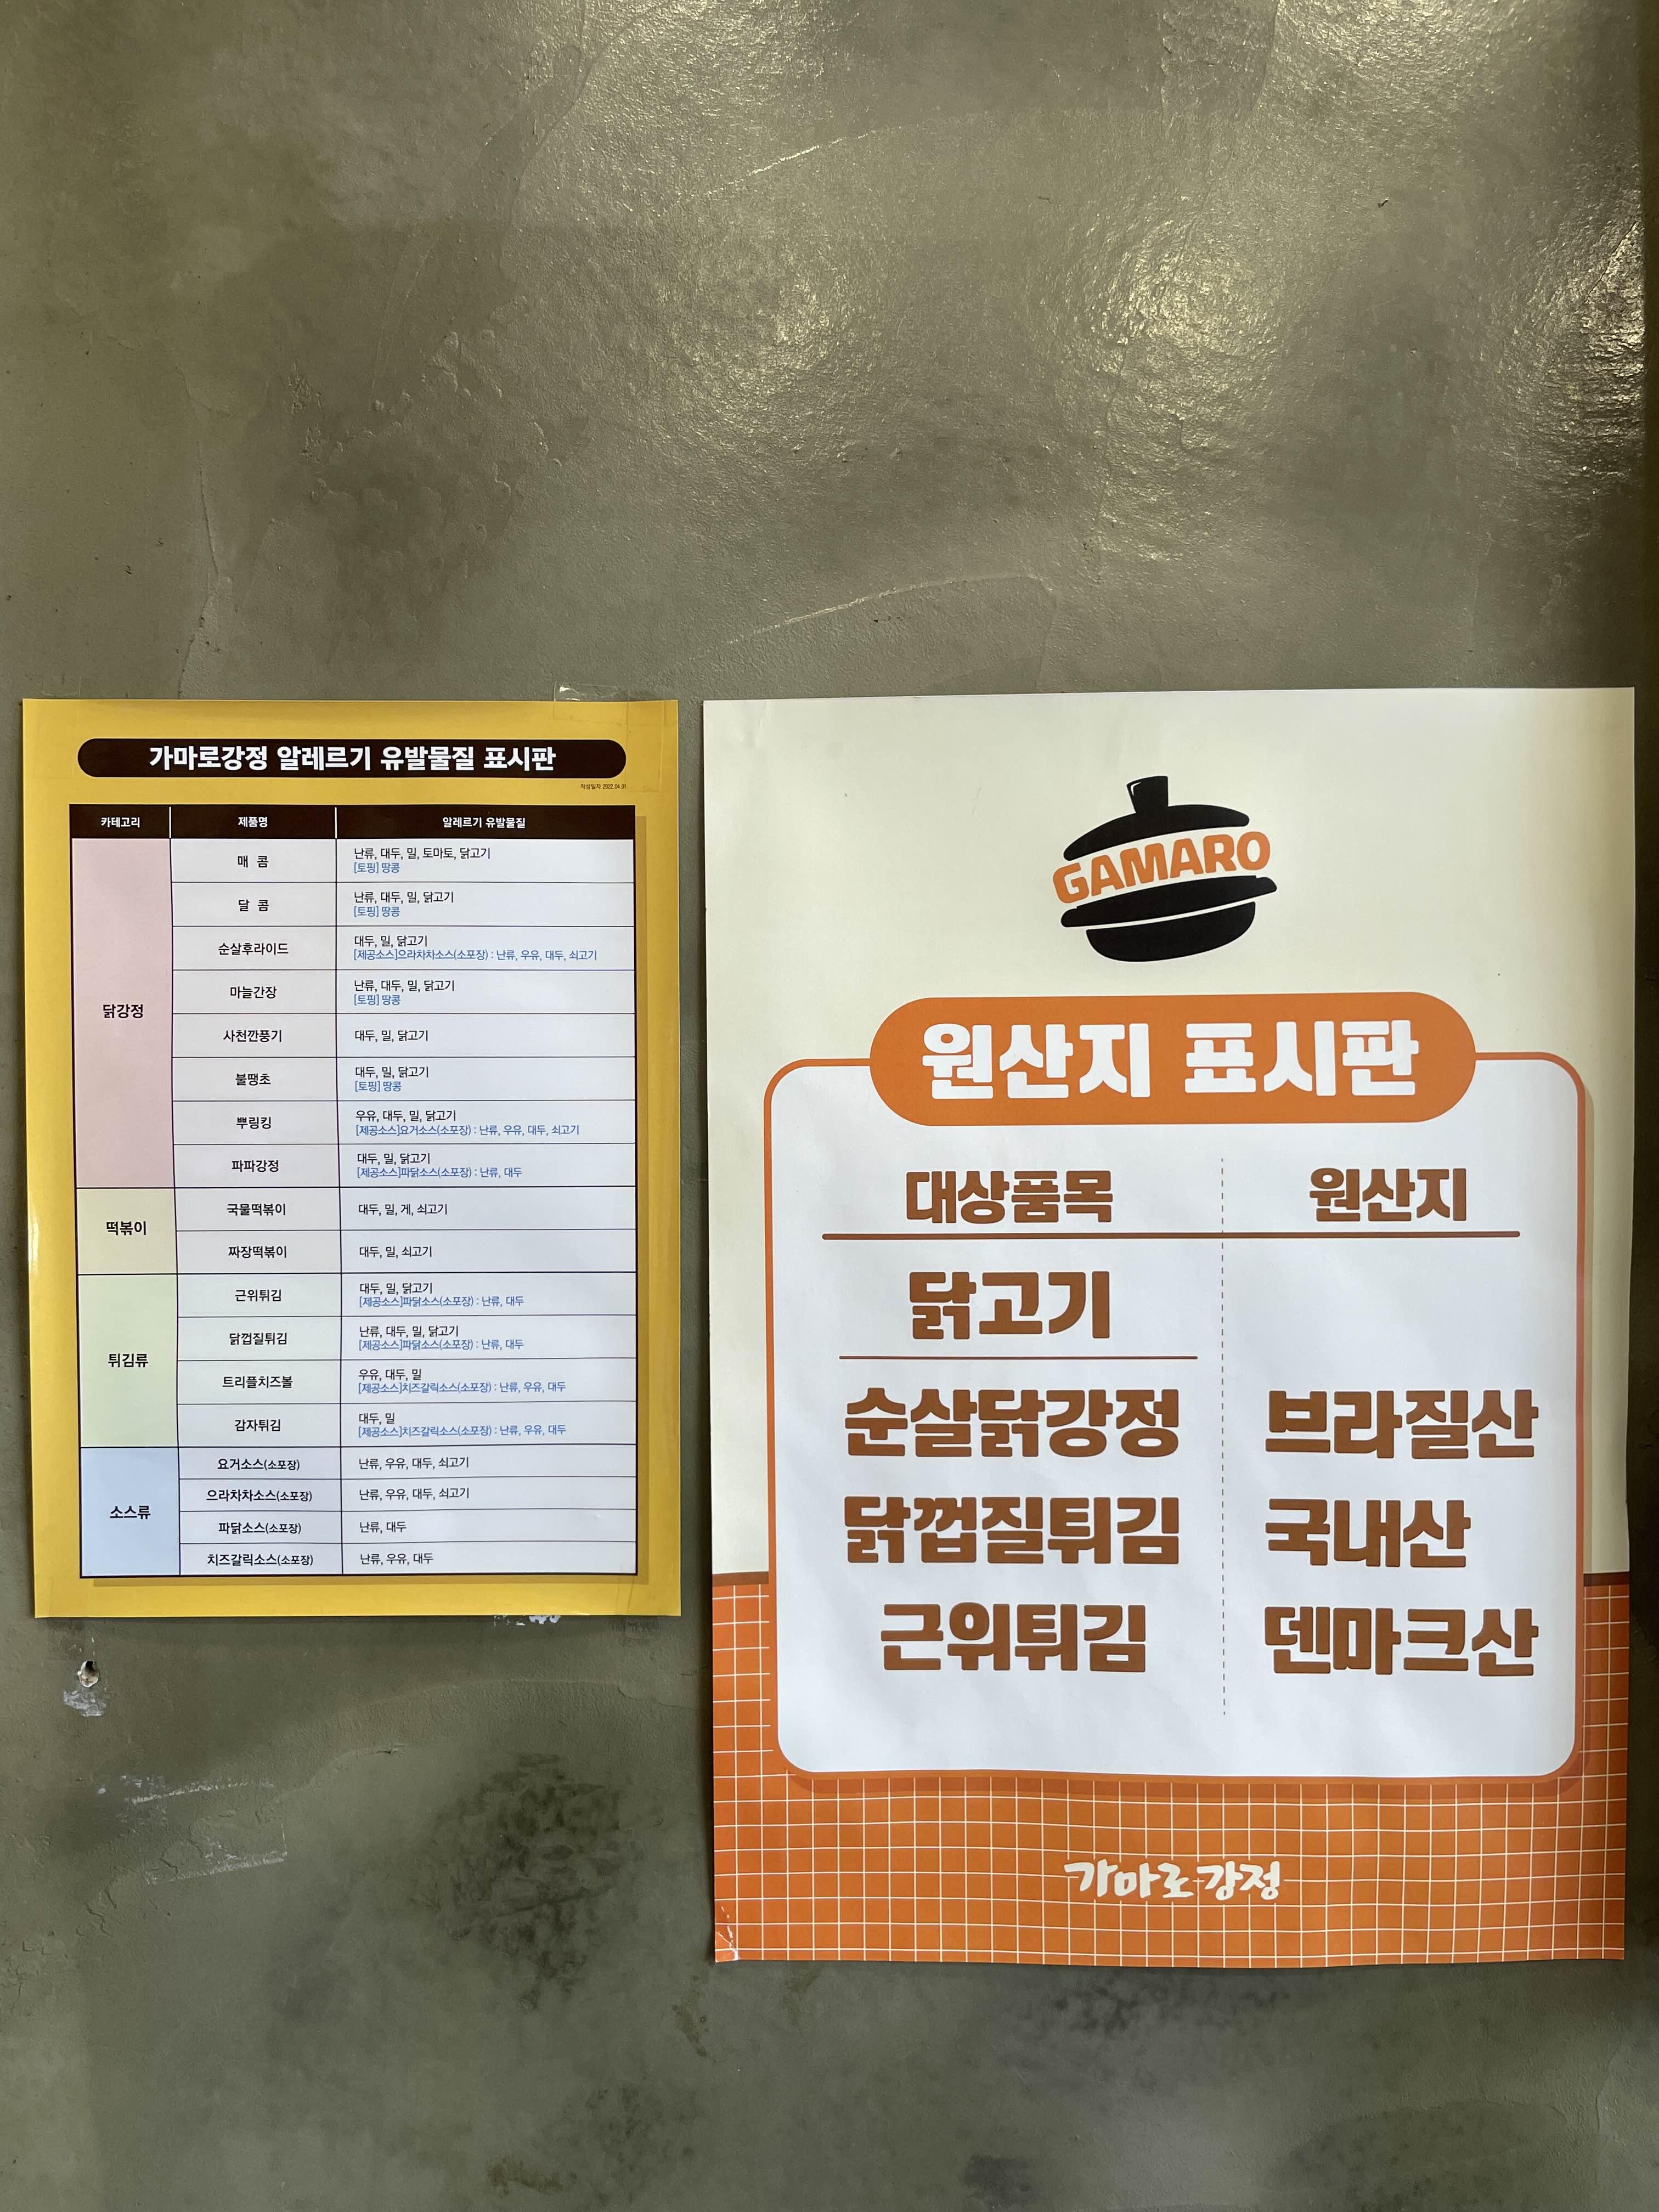 가마로강정 알레르기 유발물질 표시판
작성일자 2022.04.01
카테고리 제품명 알레르기 유발물질
닭강정
매 콤 난류, 대두, 밀, 토마토, 닭고기
[토핑] 땅콩
달 콤 난류, 대두, 밀, 닭고기
[토핑] 땅콩
순살후라이드 대두, 밀, 닭고기
[제공소스]으라차차소스(소포장) : 난류, 우유, 대두, 쇠고기
마늘간장 난류, 대두, 밀, 닭고기
[토핑] 땅콩
사천깐풍기 대두, 밀, 닭고기
불땡초 대두, 밀, 닭고기
[토핑] 땅콩
뿌링킹 우유, 대두, 밀, 닭고기
[제공소스]요거소스(소포장) : 난류, 우유, 대두, 쇠고기
파파강정 대두, 밀, 닭고기
[제공소스]파닭소스(소포장) : 난류, 대두
떡볶이
국물떡볶이 대두, 밀, 게, 쇠고기
짜장떡볶이 대두, 밀, 쇠고기
튀김류
근위튀김 대두, 밀, 닭고기
[제공소스]파닭소스(소포장) : 난류, 대두
닭껍질튀김 난류, 대두, 밀, 닭고기
[제공소스]파닭소스(소포장) : 난류, 대두
트리플치즈볼 우유, 대두, 밀
[제공소스]치즈갈릭소스(소포장) : 난류, 우유, 대두
감자튀김 대두, 밀
[제공소스]치즈갈릭소스(소포장) : 난류, 우유, 대두
소스류
요거소스(소포장) 난류, 우유, 대두, 쇠고기
으라차차소스(소포장) 난류, 우유, 대두, 쇠고기
파닭소스(소포장) 난류, 대두
치즈갈릭소스(소포장) 난류, 우유, 대두
GAMARO
원산지 표시판
대상품목 원산지
닭고기
순살닭강정 브라질산
닭껍질튀김 국내산
근위튀김 덴마크산
가마로강정